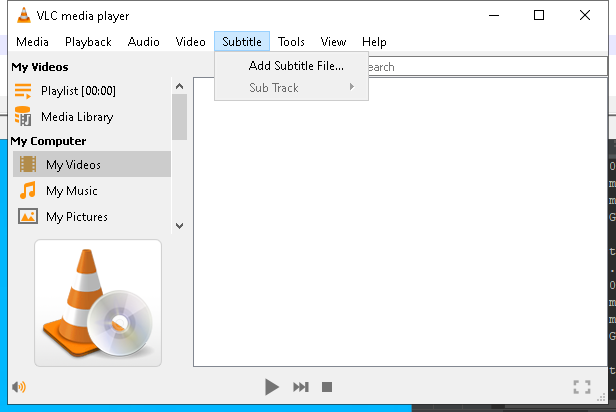 VLC media player
Media Playback Audio Video Subtitle Tools View Help
My Videos
Playlist [00:00]
Media Library
My Computer
My Videos
My Music
My Pictures
Add Subtitle File...
Sub Track